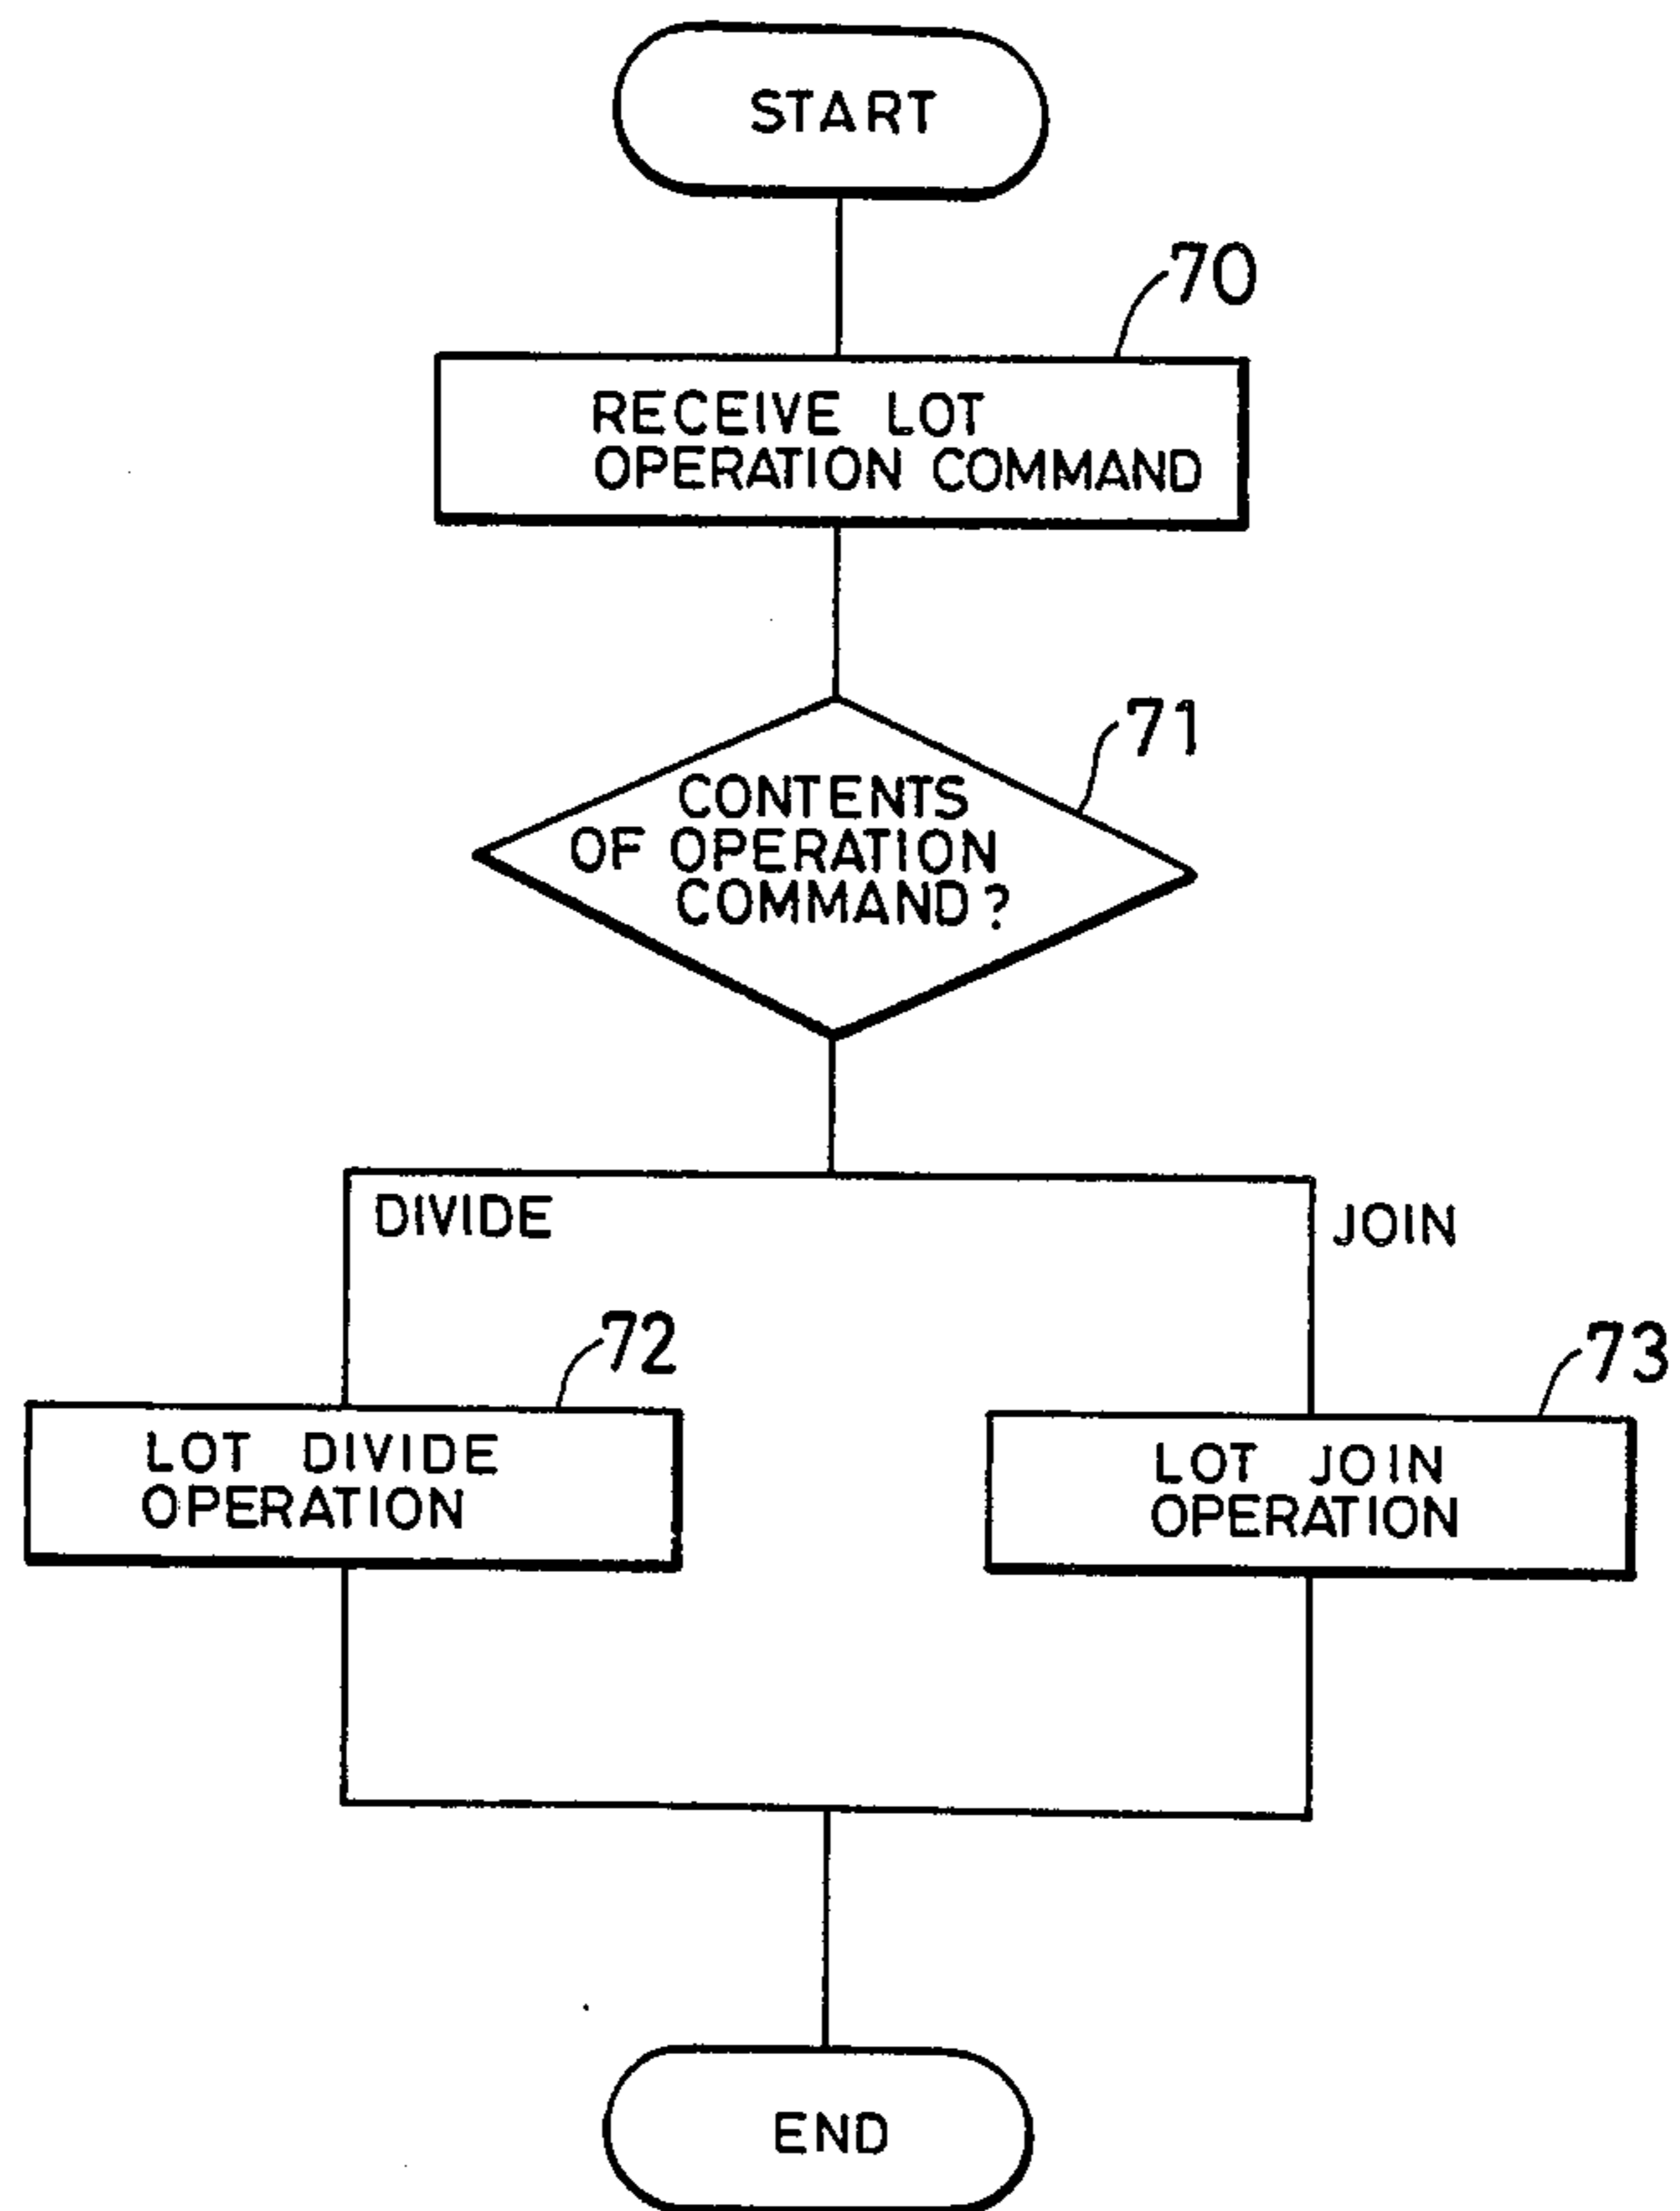 START
70
RECEIVE LOT
OPERATION COMMAND
71
CONTENTS
OF OPERATION
COMMAND?
DIVIDE
JOIN
72
73
LOT DIVIDE
OPERATION
LOT JOIN
OPERATION
END